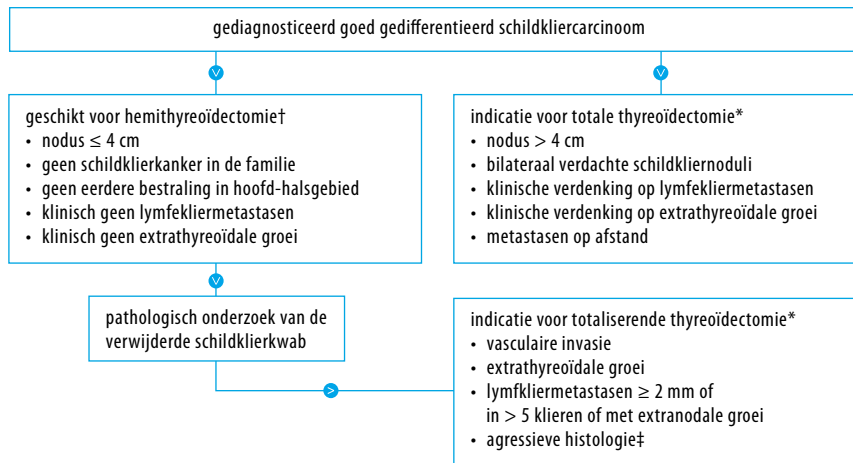 gediagnosticeerd goed gedifferentieerd schildkliercarcinoom
geschikt voor hemithyreoïdectomie†
• nodus ≤ 4 cm
• geen schildklierkanker in de familie
• geen eerdere bestraling in hoofd-halsgebied
• klinisch geen lymfekliermetastasen
• klinisch geen extrathyreoïdale groei
indicatie voor totale thyreoïdectomie*
• nodus > 4 cm
• bilateraal verdachte schildkliernoduli
• klinische verdenking op lymfekliermetastasen
• klinische verdenking op extrathyreoïdale groei
• metastasen op afstand
pathologisch onderzoek van de
verwijderde schildklierkwab
indicatie voor totaliserende thyreoïdectomie*
• vasculaire invasie
• extrathyreoïdale groei
• lymfkliermetastasen ≥ 2 mm of
in > 5 klieren of met extranodale groei
• agressieve histologie‡